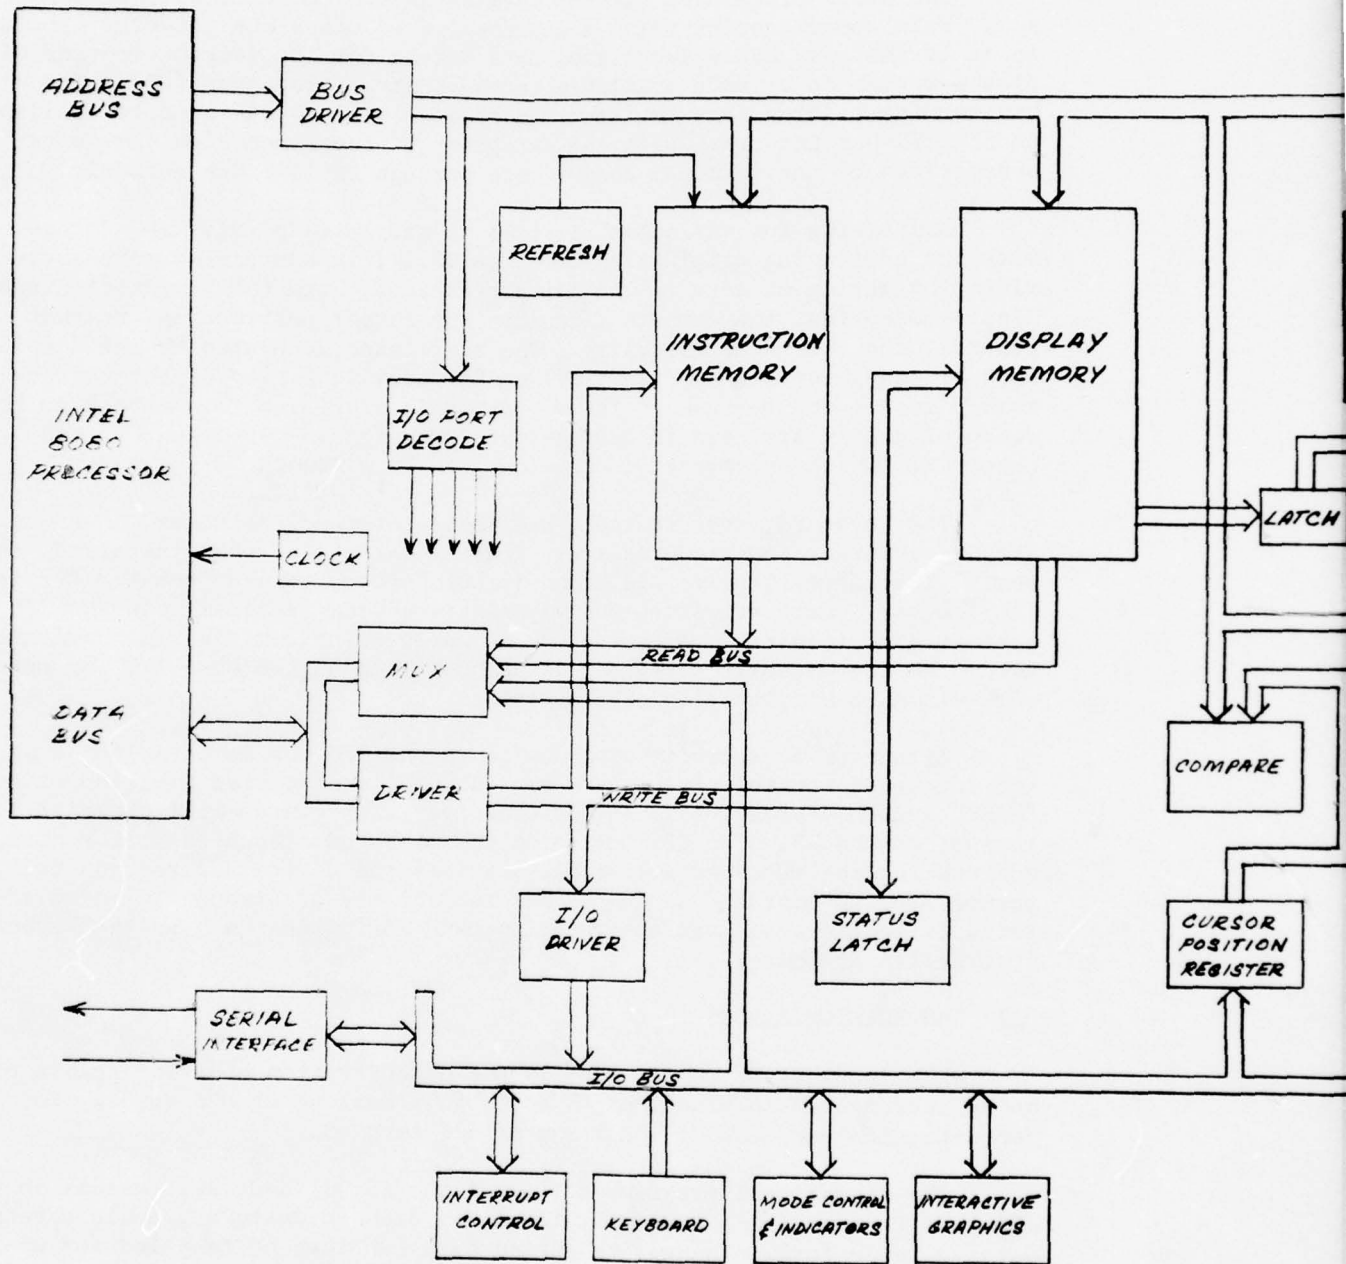 ADDRESS
BUS
BUS
DRIVER
REFRESH
INSTRUCTION
MEMORY
DISPLAY
MEMORY
I/O PORT
DECODE
INTEL
8080
PROCESSOR
CLOCK
LATCH
MUX
READ BUS
DATA
BUS
DRIVER
WRITE BUS
COMPARE
I/O
DRIVER
STATUS
LATCH
CURSOR
POSITION
REGISTER
SERIAL
INTERFACE
I/O BUS
INTERRUPT
CONTROL
KEYBOARD
MODE CONTROL
& INDICATORS
INTERACTIVE
GRAPHICS